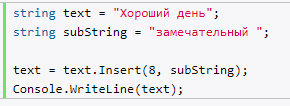 string text = "Хороший день";
string subString = "замечательный ";
text = text.Insert(8, subString);
Console.WriteLine(text);